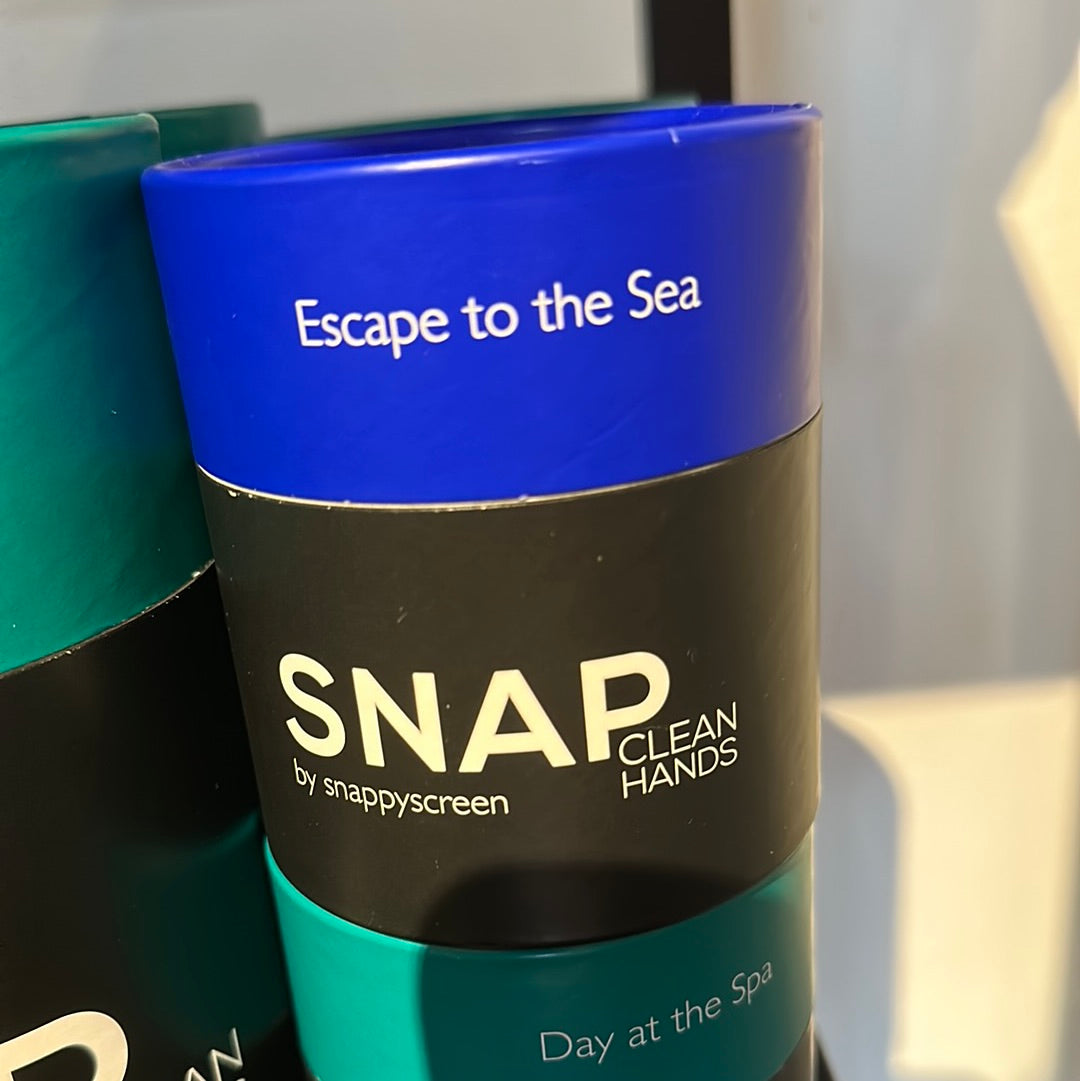 Escape to the Sea
SNAP
CLEAN
HANDS
by snappyscreen
Day at the Spa